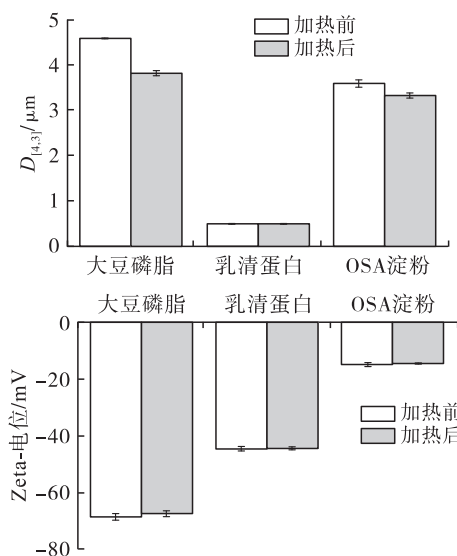 5
加热前
加热后
4
3
2
1
0
D[4,3]/μm
大豆磷脂 乳清蛋白 OSA淀粉
大豆磷脂 乳清蛋白 OSA淀粉
0
-20
-40
-60
-80
Zeta-电位/mV
加热前
加热后